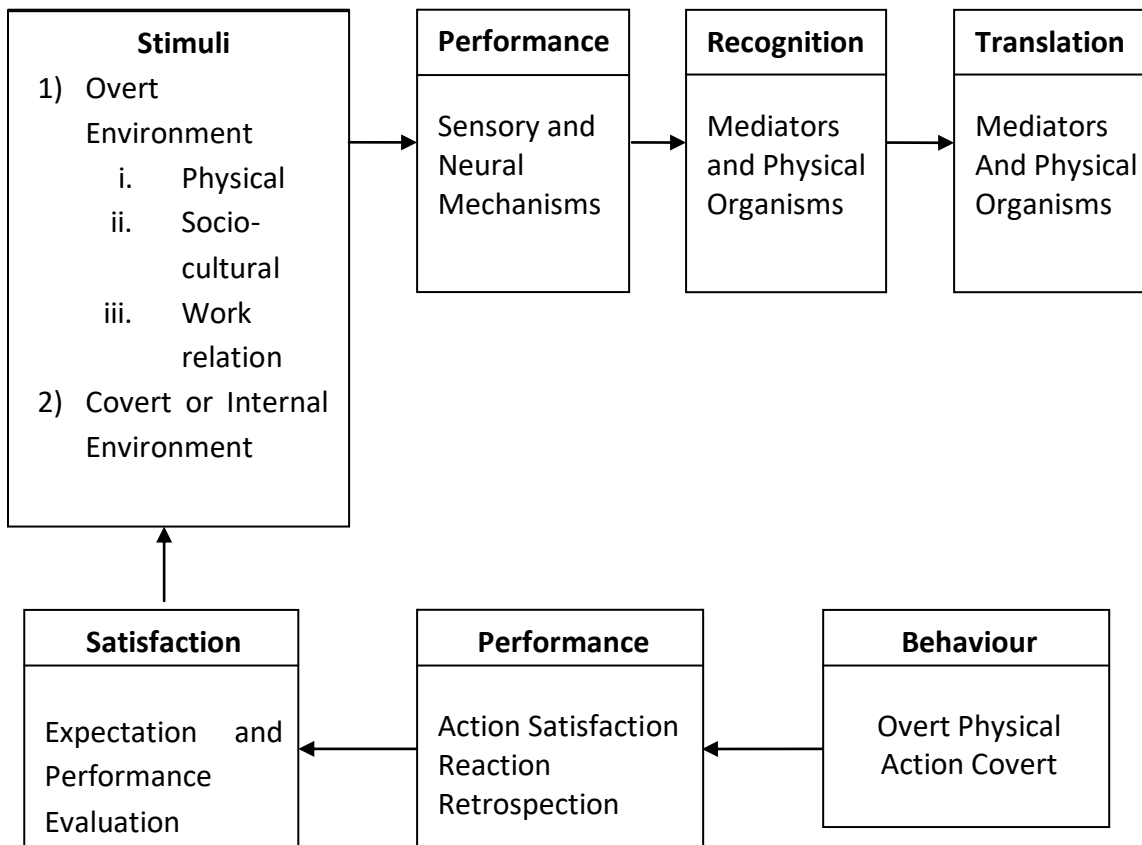 Stimuli
1) Overt
Environment
i. Physical
ii. Socio-
cultural
iii. Work
relation
2) Covert or Internal
Environment
Performance
Sensory and
Neural
Mechanisms
Recognition
Mediators
and Physical
Organisms
Translation
Mediators
And Physical
Organisms
Satisfaction
Expectation and
Performance
Evaluation
Performance
Action Satisfaction
Reaction
Retrospection
Behaviour
Overt Physical
Action Covert